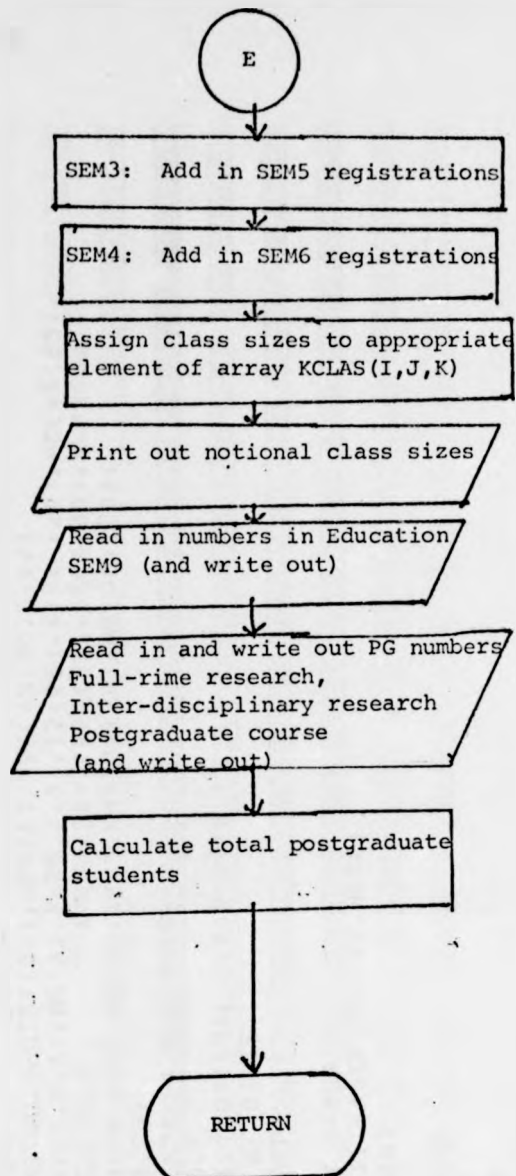 E
SEM3: Add in SEM5 registrations
SEM4: Add in SEM6 registrations
Assign class sizes to appropriate
element of array KCLAS(I,J,K)
Print out notional class sizes
Read in numbers in Education
SEM9 (and write out)
Read in and write out PG numbers
Full-rime research,
Inter-disciplinary research
Postgraduate course
(and write out)
Calculate total postgraduate
students
RETURN